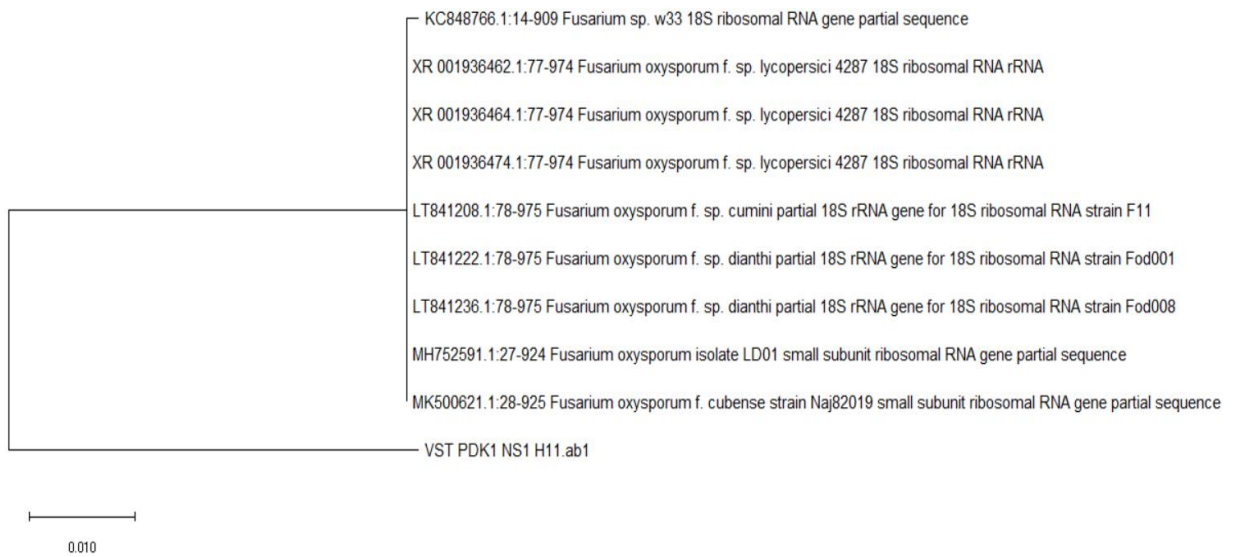 KC848766.1:14-909 Fusarium sp. w33 18S ribosomal RNA gene partial sequence
XR 001936462.1:77-974 Fusarium oxysporum f. sp. lycopersici 4287 18S ribosomal RNA rRNA
XR 001936464.1:77-974 Fusarium oxysporum f. sp. lycopersici 4287 18S ribosomal RNA rRNA
XR 001936474.1:77-974 Fusarium oxysporum f. sp. lycopersici 4287 18S ribosomal RNA rRNA
LT841208.1:78-975 Fusarium oxysporum f. sp. cumini partial 18S rRNA gene for 18S ribosomal RNA strain F11
LT841222.1:78-975 Fusarium oxysporum f. sp. dianthi partial 18S rRNA gene for 18S ribosomal RNA strain Fod001
LT841236.1:78-975 Fusarium oxysporum f. sp. dianthi partial 18S rRNA gene for 18S ribosomal RNA strain Fod008
MH752591.1:27-924 Fusarium oxysporum isolate LD01 small subunit ribosomal RNA gene partial sequence
MK500621.1:28-925 Fusarium oxysporum f. cubense strain Naj82019 small subunit ribosomal RNA gene partial sequence
VST PDK1 NS1 H11.ab1
0.010